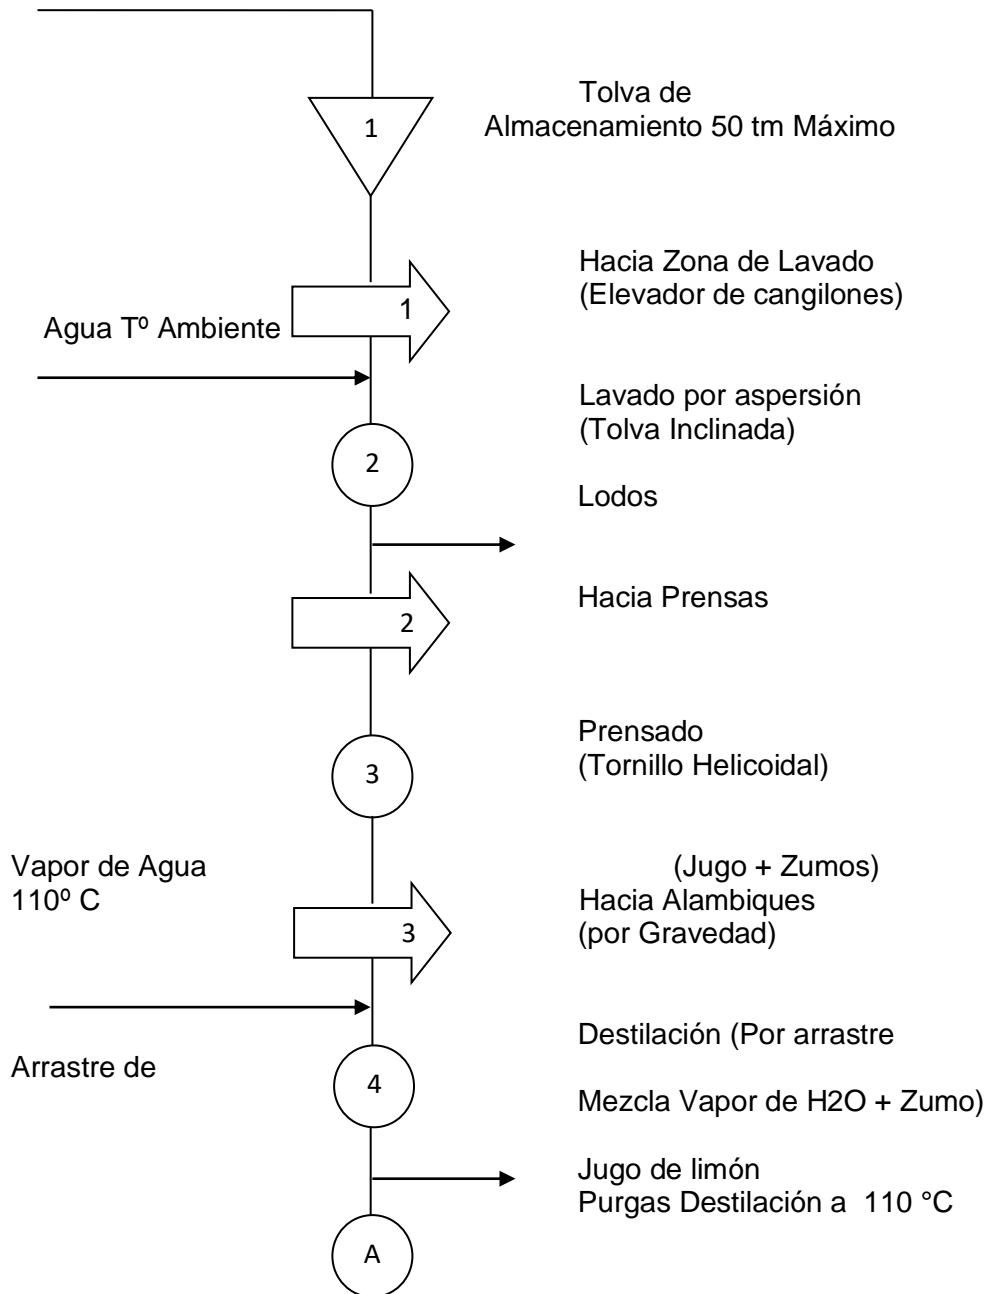 Tolva de
Almacenamiento 50 tm Máximo
1
Hacia Zona de Lavado
(Elevador de cangilones)
1
Agua Tº Ambiente
Lavado por aspersión
(Tolva Inclinada)
2
Lodos
Hacia Prensas
2
Prensado
(Tornillo Helicoidal)
3
Vapor de Agua
110º C
(Jugo + Zumos)
Hacia Alambiques
(por Gravedad)
3
Destilación (Por arrastre
Arrastre de
4
Mezcla Vapor de H2O + Zumo)
Jugo de limón
Purgas Destilación a  110 °C
A